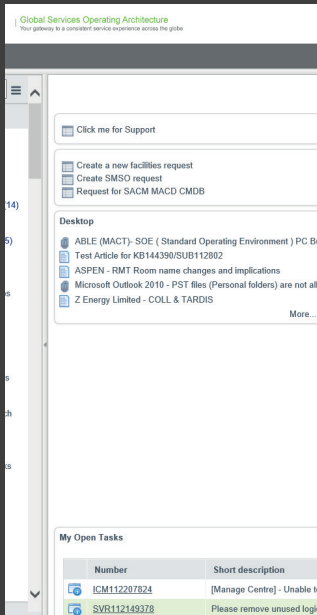 Global Services Operating Architecture
Your gateway to a consistent service experience across the globe
Click me for Support
Create a new facilities request
Create SMSO request
Request for SACM MACD CMDB
14)
5)
Desktop
ABLE (MACT)- SOE ( Standard Operating Environment ) PC B
Test Article for KB144390/SUB112802
ASPEN - RMT Room name changes and implications
Microsoft Outlook 2010 - PST files (Personal folders) are not all
Z Energy Limited - COLL & TARDIS
More...
s
s
ch
ks
My Open Tasks
Number Short description
ICM112207824 [Manage Centre] - Unable t
SVR112149378 Please remove unused logi